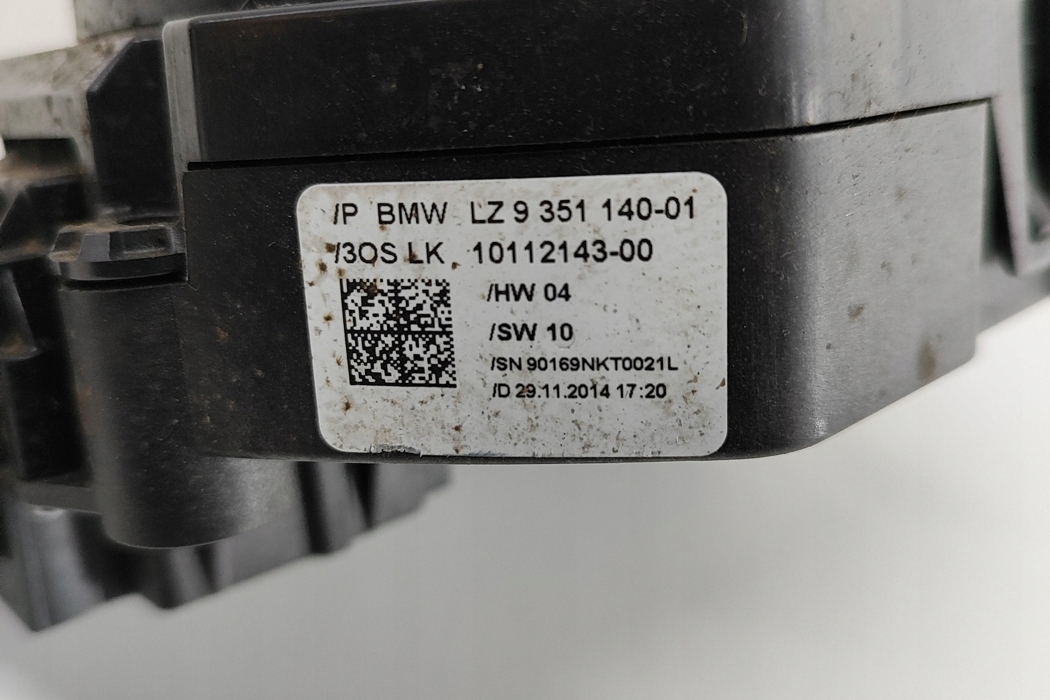 /P BMW LZ 9 351 140-01
/3OS LK 10112143-00
/HW 04
/SW 10
/SN 90169NKT0021L
/D 29.11.2014 17:20